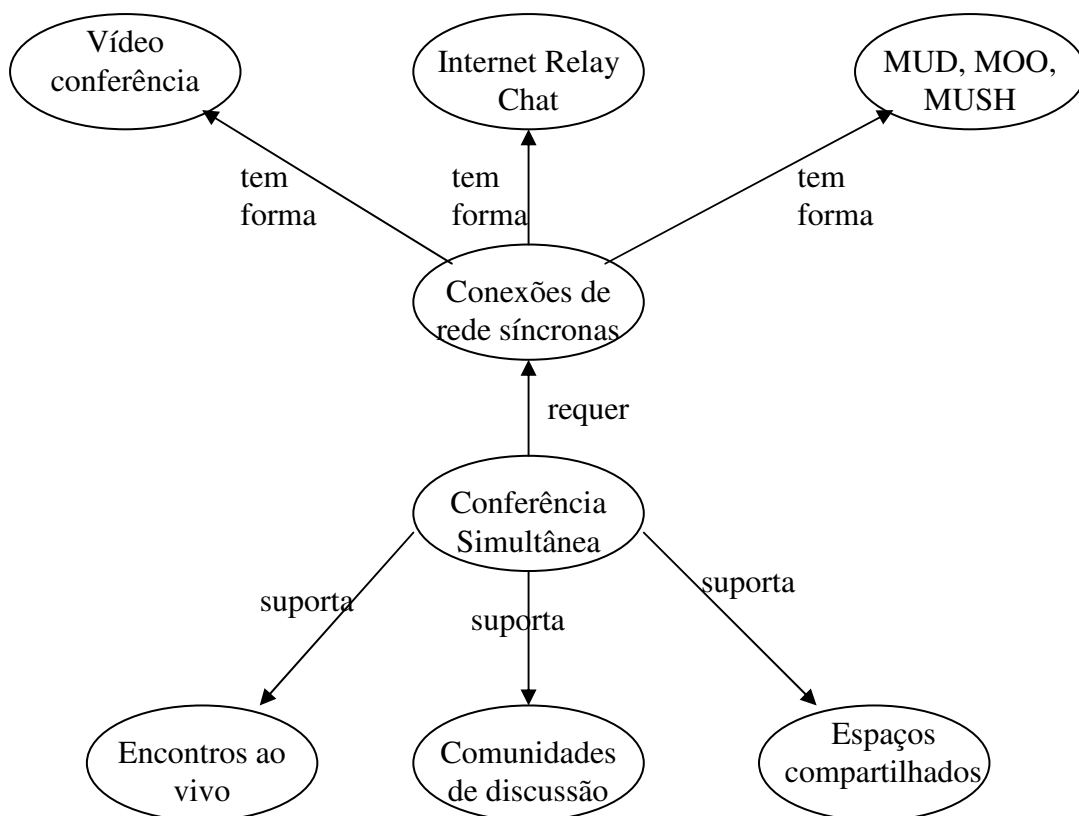 Vídeo
conferência
Internet Relay
Chat
MUD, MOO,
MUSH
tem
forma
tem
forma
tem
forma
Conexões de
rede síncronas
requer
Conferência
Simultânea
suporta
suporta
suporta
Encontros ao
vivo
Comunidades
de discussão
Espaços
compartilhados